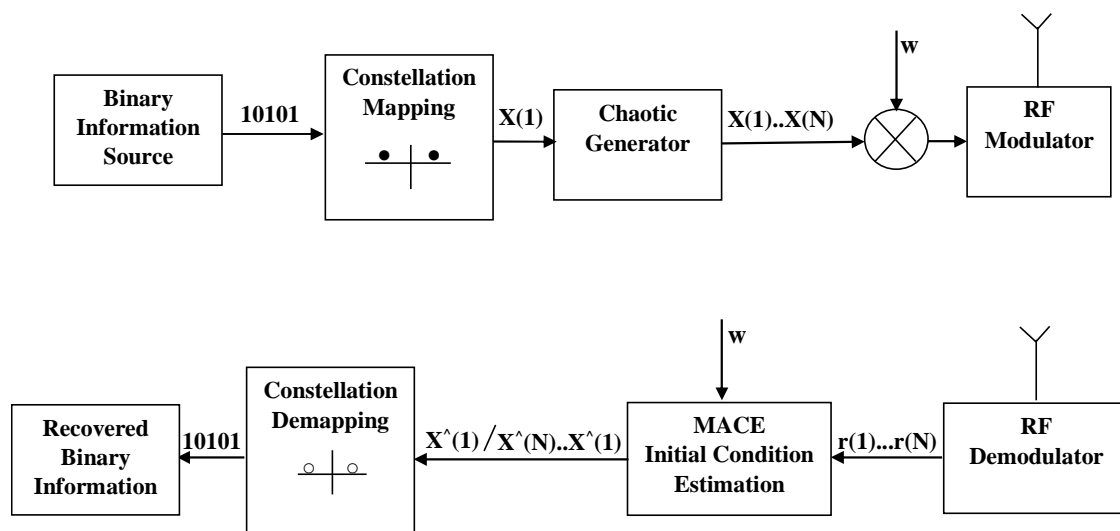 Binary
Information
Source
10101
Constellation
Mapping
X(1)
Chaotic
Generator
X(1)..X(N)
w
RF
Modulator
Recovered
Binary
Information
10101
Constellation
Demapping
X^(1)/X^(N)..X^(1)
w
MACE
Initial Condition
Estimation
r(1)...r(N)
RF
Demodulator